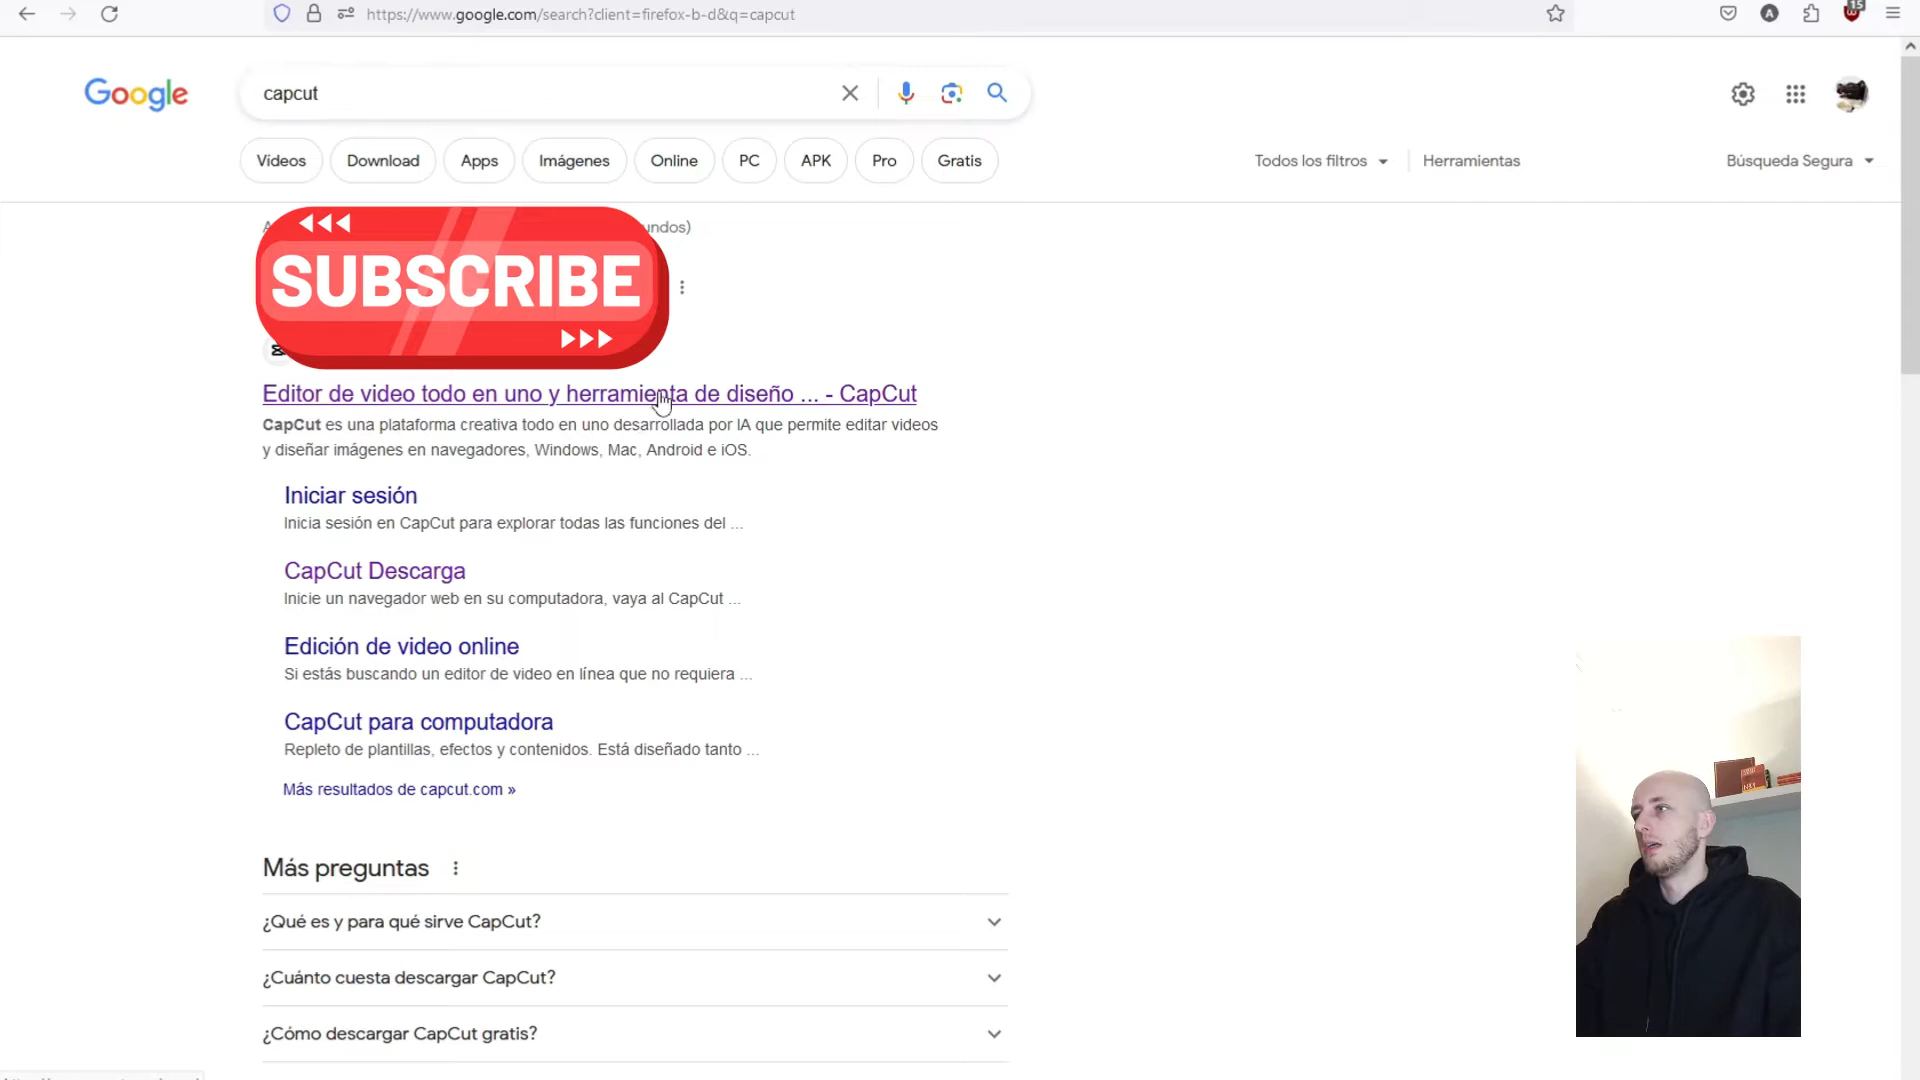 https://www.google.com/search?client=firefox-b-d&q=capcut
15
A
Google
capcut
Vídeos
Download
Apps
Imágenes
Online
PC
APK
Pro
Gratis
Todos los filtros
Herramientas
Búsqueda Segura
SUBSCRIBE
Editor de video todo en uno y herramienta de diseño ... - CapCut
CapCut es una plataforma creativa todo en uno desarrollada por IA que permite editar videos
y diseñar imágenes en navegadores, Windows, Mac, Android e iOS.
Iniciar sesión
Inicia sesión en CapCut para explorar todas las funciones del ...
CapCut Descarga
Inicie un navegador web en su computadora, vaya al CapCut ...
Edición de video online
Si estás buscando un editor de video en línea que no requiera ...
CapCut para computadora
Repleto de plantillas, efectos y contenidos. Está diseñado tanto ...
Más resultados de capcut.com »
Más preguntas
¿Qué es y para qué sirve CapCut?
¿Cuánto cuesta descargar CapCut?
¿Cómo descargar CapCut gratis?